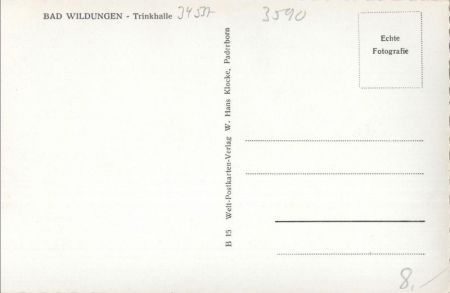 BAD WILDUNGEN - Trinkhalle
3590
Echte
Fotografie
B 15 Welt-Postkarten-Verlag W. Hans Klocke, Paderborn
8,-